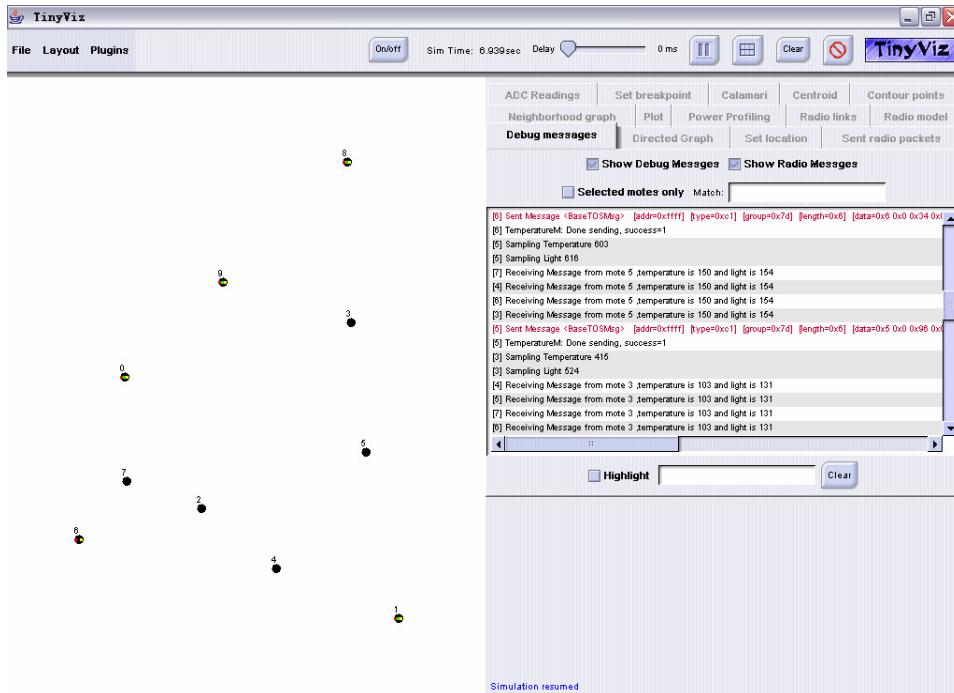 TinyViz
File Layout Plugins On/off Sim Time: 6.939sec Delay 0 ms Clear TinyViz
ADC Readings Set breakpoint Calamari Centroid Contour points
Neighborhood graph Plot Power Profiling Radio links Radio model
Debug messages Directed Graph Set location Sent radio packets
Show Debug Messges Show Radio Messges
Selected motes only Match:
[6] Sent Message <BaseTOSMsg> [addr=0xffff] [type=0xc1] [group=0x7d] [length=0x6] [data=0x6 0x0 0x34 0x(
[6] TemperatureM: Done sending, success=1
[5] Sampling Temperature 603
[5] Sampling Light 616
[7] Receiving Message from mote 5 ,temperature is 150 and light is 154
[4] Receiving Message from mote 5 ,temperature is 150 and light is 154
[6] Receiving Message from mote 5 ,temperature is 150 and light is 154
[3] Receiving Message from mote 5 ,temperature is 150 and light is 154
[5] Sent Message <BaseTOSMsg> [addr=0xffff] [type=0xc1] [group=0x7d] [length=0x6] [data=0x5 0x0 0x96 0x(
[5] TemperatureM: Done sending, success=1
[3] Sampling Temperature 415
[3] Sampling Light 524
[4] Receiving Message from mote 3 ,temperature is 103 and light is 131
[5] Receiving Message from mote 3 ,temperature is 103 and light is 131
[7] Receiving Message from mote 3 ,temperature is 103 and light is 131
[6] Receiving Message from mote 3 ,temperature is 103 and light is 131
Highlight Clear
Simulation resumed
8
9
3
0
5
7
2
6
4
1